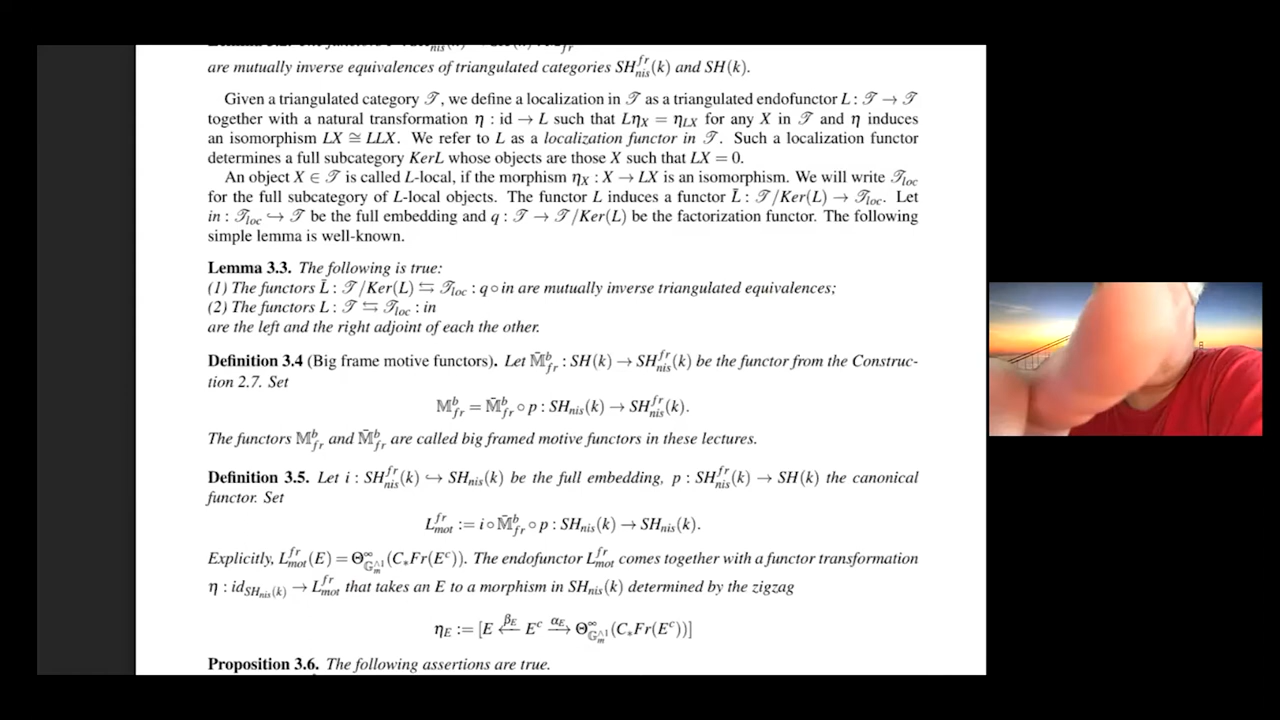 are mutually inverse equivalences of triangulated categories SH^{fr}_{nis}(k) and SH(k).
Given a triangulated category 𝒯, we define a localization in 𝒯 as a triangulated endofunctor L : 𝒯 → 𝒯
together with a natural transformation η : id → L such that Lη_X = η_{LX} for any X in 𝒯 and η induces
an isomorphism LX ≅ LLX. We refer to L as a localization functor in 𝒯. Such a localization functor
determines a full subcategory KerL whose objects are those X such that LX = 0.
An object X ∈ 𝒯 is called L-local, if the morphism η_X : X → LX is an isomorphism. We will write 𝒯_{loc}
for the full subcategory of L-local objects. The functor L induces a functor L̄ : 𝒯/Ker(L) → 𝒯_{loc}. Let
in : 𝒯_{loc} ↪ 𝒯 be the full embedding and q : 𝒯 → 𝒯/Ker(L) be the factorization functor. The following
simple lemma is well-known.
Lemma 3.3. The following is true:
(1) The functors L̄ : 𝒯/Ker(L) ⇆ 𝒯_{loc} : q ∘ in are mutually inverse triangulated equivalences;
(2) The functors L : 𝒯 ⇆ 𝒯_{loc} : in
are the left and the right adjoint of each the other.
Definition 3.4 (Big frame motive functors). Let 𝕄̄^b_{fr} : SH(k) → SH^{fr}_{nis}(k) be the functor from the Construc-
tion 2.7. Set
𝕄^b_{fr} = 𝕄̄^b_{fr} ∘ p : SH_{nis}(k) → SH^{fr}_{nis}(k).
The functors 𝕄^b_{fr} and 𝕄̄^b_{fr} are called big framed motive functors in these lectures.
Definition 3.5. Let i : SH^{fr}_{nis}(k) ↪ SH_{nis}(k) be the full embedding, p : SH^{fr}_{nis}(k) → SH(k) the canonical
functor. Set
L^{fr}_{mot} := i ∘ 𝕄̄^b_{fr} ∘ p : SH_{nis}(k) → SH_{nis}(k).
Explicitly, L^{fr}_{mot}(E) = Θ^∞_{𝔾_m^{∧1}}(C_*Fr(E^c)). The endofunctor L^{fr}_{mot} comes together with a functor transformation
η : id_{SH_{nis}(k)} → L^{fr}_{mot} that takes an E to a morphism in SH_{nis}(k) determined by the zigzag
η_E := [E ←^{β_E} E^c →^{α_E} Θ^∞_{𝔾_m^{∧1}}(C_*Fr(E^c))]
Proposition 3.6. The following assertions are true.